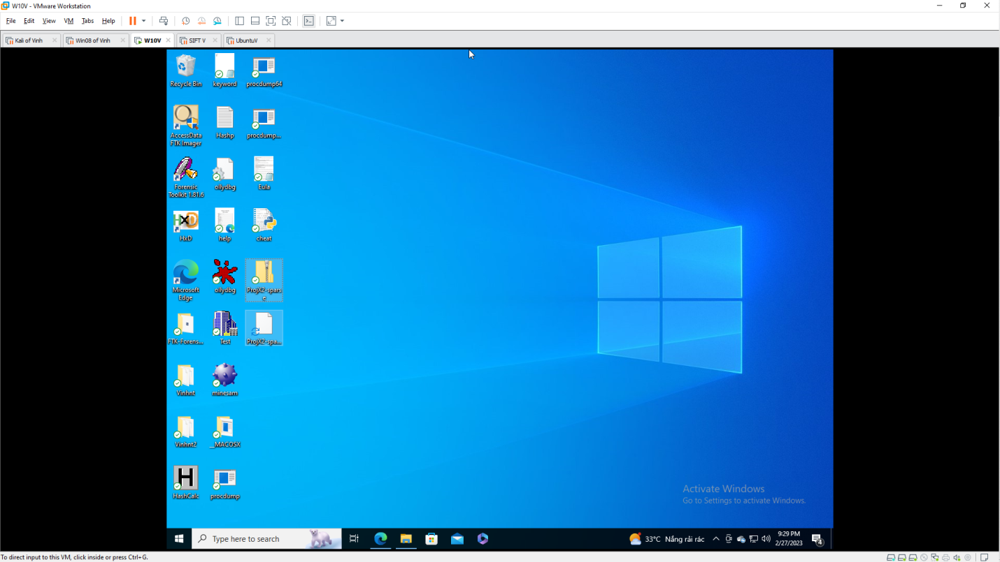 W10V - VMware Workstation
File Edit View VM Tabs Help
Kali of Vinh Win08 of Vinh W10V SIFT V UbuntuV
Recycle Bin keyword procdump64
AccessData FTK Imager Hashp procdump...
Forensic Toolkit 1.81.6 ollydbg Eula
HxD help cheat
Microsoft Edge ollydbg ProjX2-sparse
FTK-Forens... Test ProjX2-spa...
Vinhnt minesam
Vinhnt2 __MACOSX
HashCalc procdump
H
Activate Windows
Go to Settings to activate Windows.
Type here to search 33°C Nắng rải rác 9:29 PM
2/27/2023 4
To direct input to this VM, click inside or press Ctrl+G.